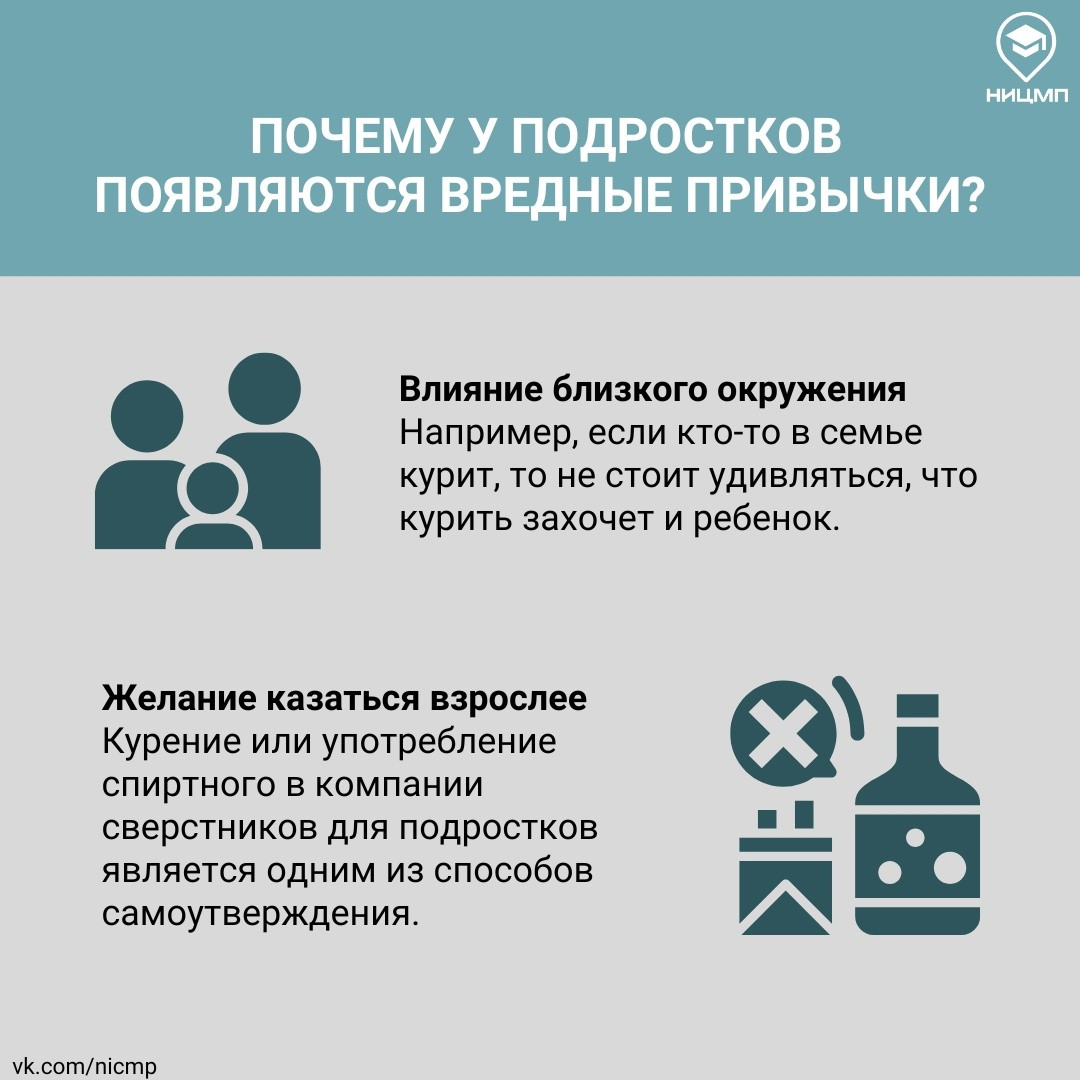 НИЦМП
ПОЧЕМУ У ПОДРОСТКОВ
ПОЯВЛЯЮТСЯ ВРЕДНЫЕ ПРИВЫЧКИ?
Влияние близкого окружения
Например, если кто-то в семье
курит, то не стоит удивляться, что
курить захочет и ребенок.
Желание казаться взрослее
Курение или употребление
спиртного в компании
сверстников для подростков
является одним из способов
самоутверждения.
vk.com/nicmp